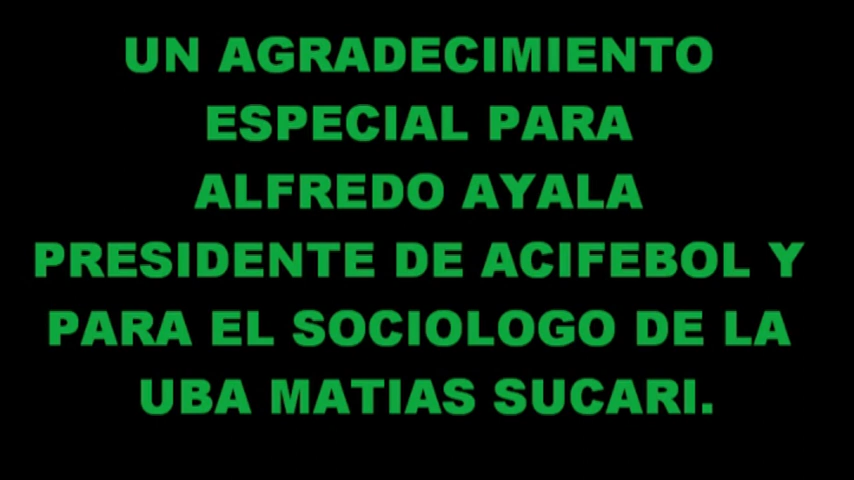 UN AGRADECIMIENTO
ESPECIAL PARA
ALFREDO AYALA
PRESIDENTE DE ACIFEBOL Y
PARA EL SOCIOLOGO DE LA
UBA MATIAS SUCARI.